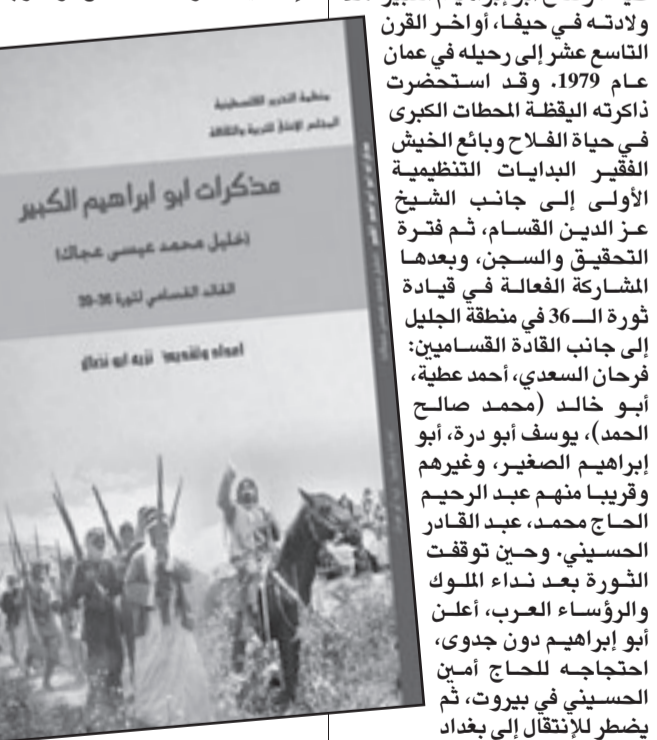 ولادته في حيفا، أواخر القرن
التاسع عشر إلى رحيله في عمان
عام 1979. وقد استحضرت
ذاكرته اليقظة المحطات الكبرى
في حياة الفلاح وبائع الخيش
الفقير البدايات التنظيمية
الأولى إلى جانب الشيخ
عز الدين القسام، ثم فترة
التحقيق والسجن، وبعدها
المشاركة الفعالة في قيادة
ثورة الــ36 في منطقة الجليل
إلى جانب القادة القساميين:
فرحان السعدي، أحمد عطية،
أبو خالد (محمد صالح
الحمد)، يوسف أبو درة، أبو
إبراهيم الصغير، وغيرهم
وقريبا منهم عبد الرحيم
الحاج محمد، عبد القادر
الحسيني. وحين توقفت
الثورة بعد نداء الملوك
والرؤساء العرب، أعلن
أبو إبراهيم دون جدوى،
احتجاجه للحاج أمين
الحسيني في بيروت، ثم
يضطر للإنتقال إلى بغداد
منظمة التحرير الفلسطينية
المجلس الأعلى للتربية والثقافة
مذكرات ابو ابراهيم الكبير
(خليل محمد عيسى عجاك)
القائد القسامي لثورة 36-39
اعداد وتقديم: نزيه ابو نضال